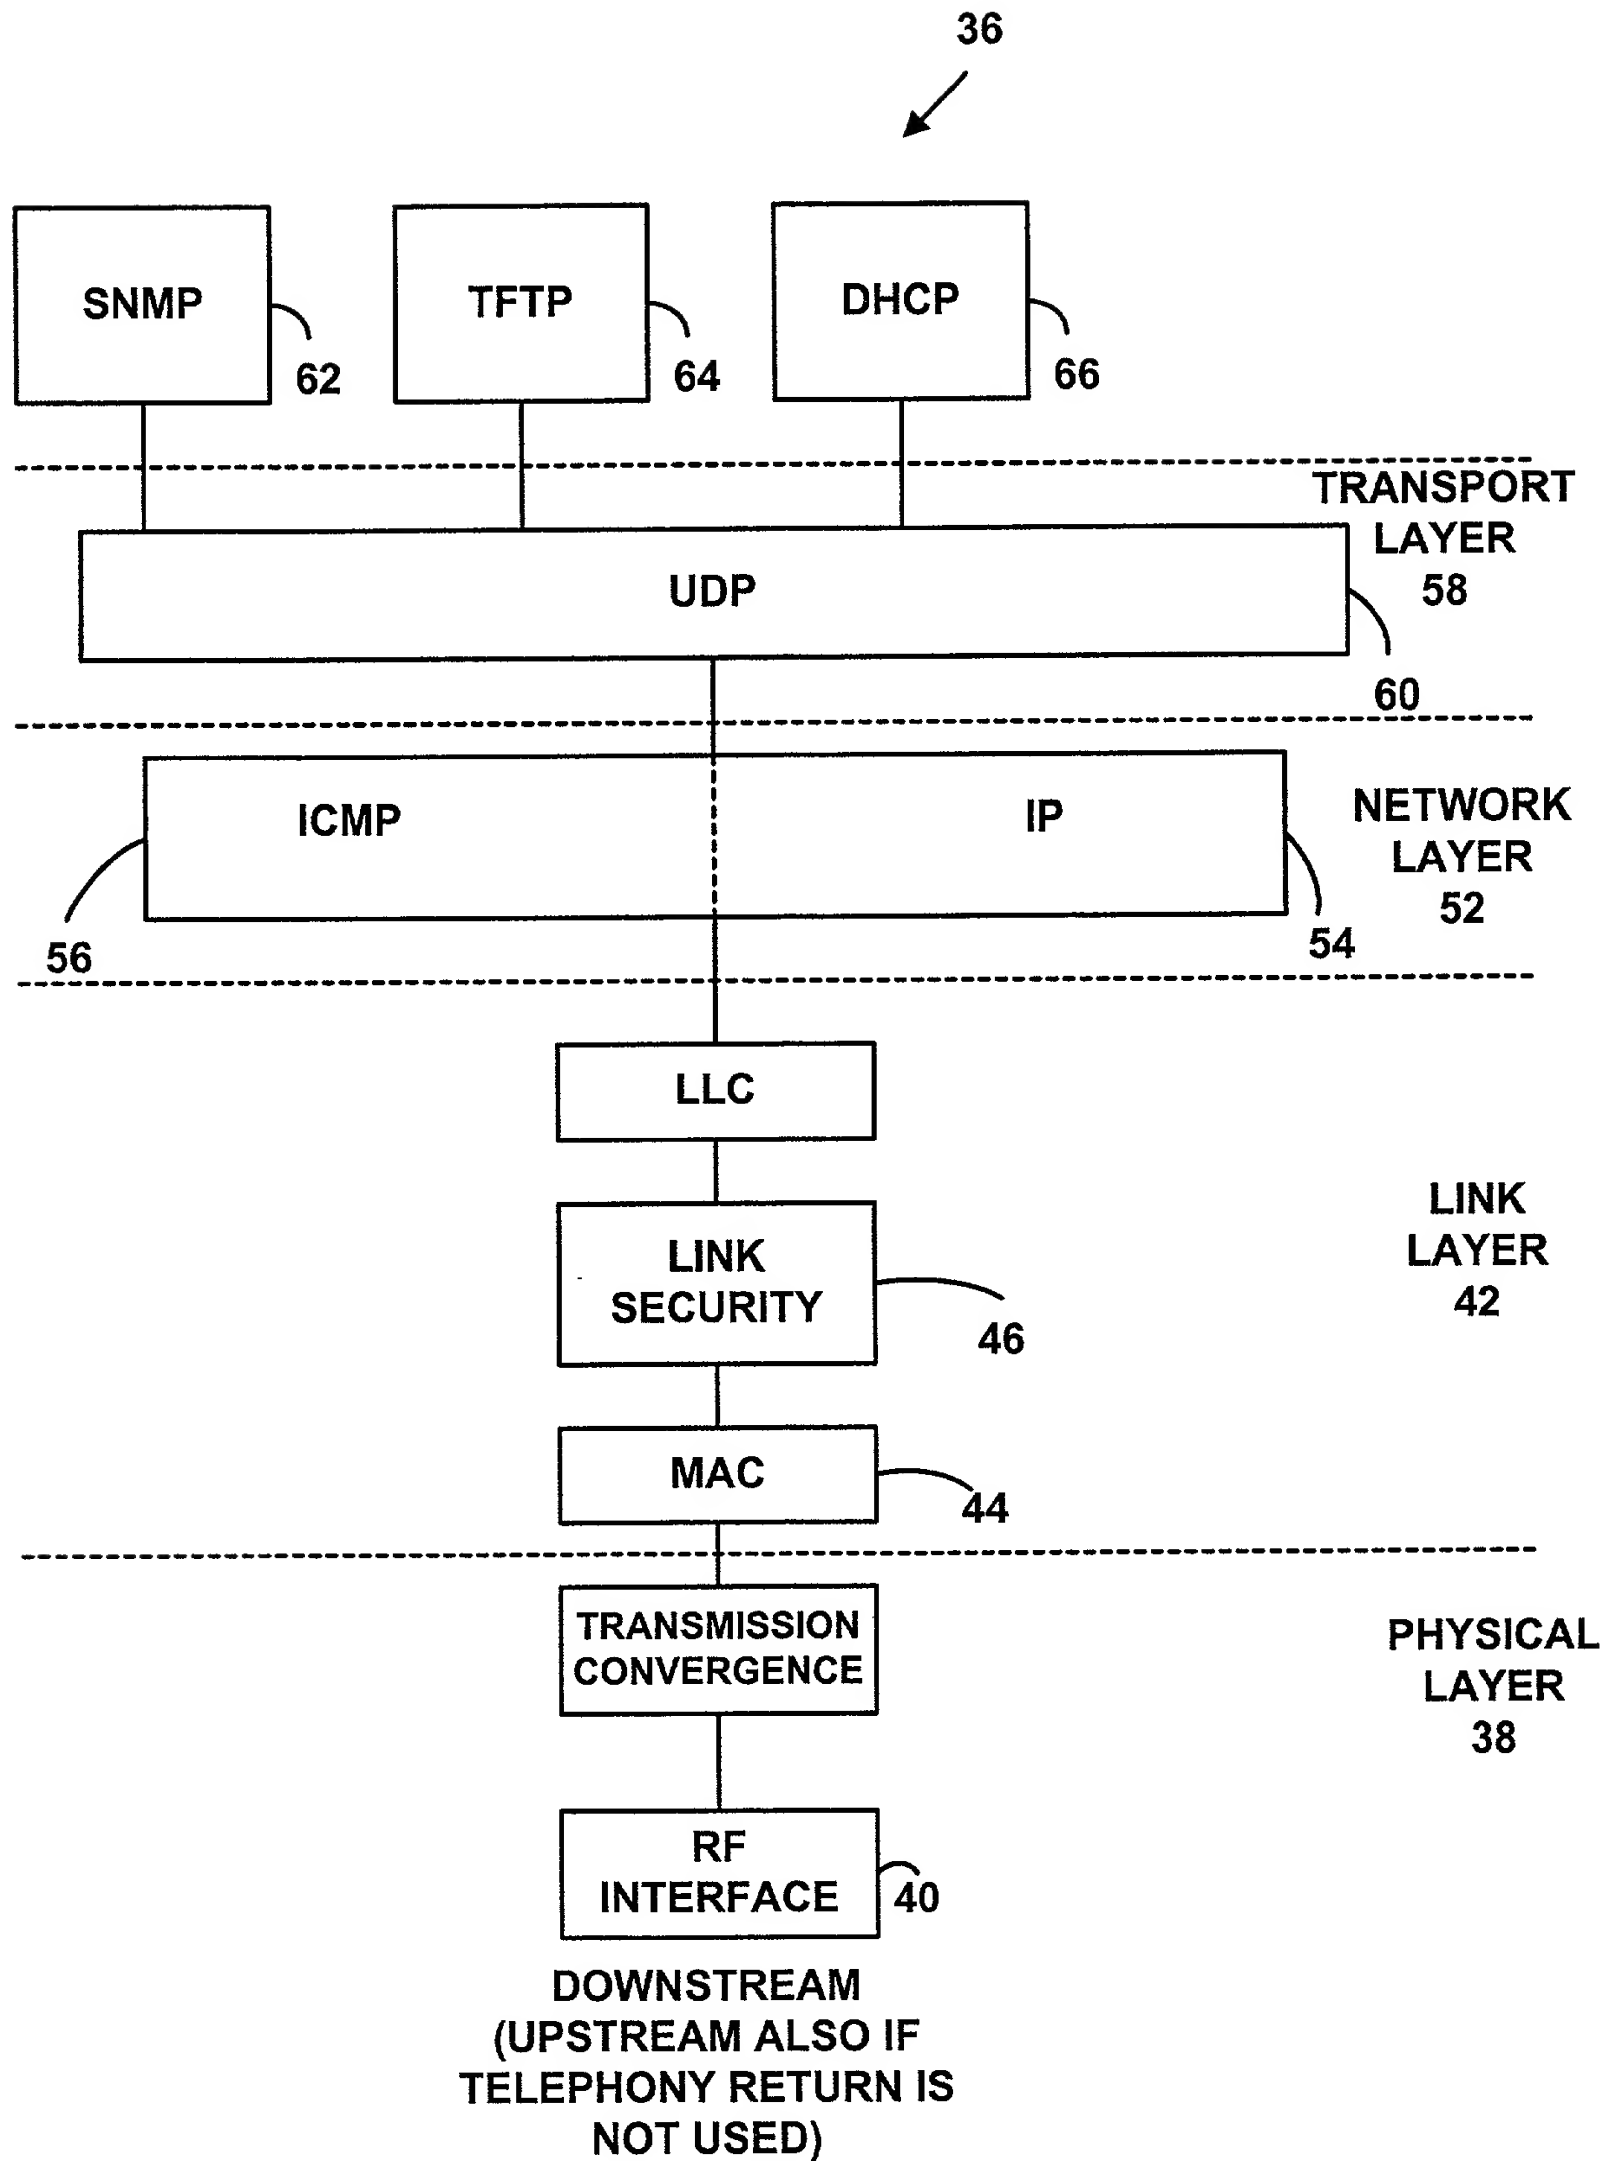 36
SNMP
62
TFTP
64
DHCP
66
TRANSPORT
LAYER
58
UDP
60
ICMP
56
IP
54
NETWORK
LAYER
52
LLC
LINK
SECURITY
46
LINK
LAYER
42
MAC
44
TRANSMISSION
CONVERGENCE
PHYSICAL
LAYER
38
RF
INTERFACE
40
DOWNSTREAM
(UPSTREAM ALSO IF
TELEPHONY RETURN IS
NOT USED)